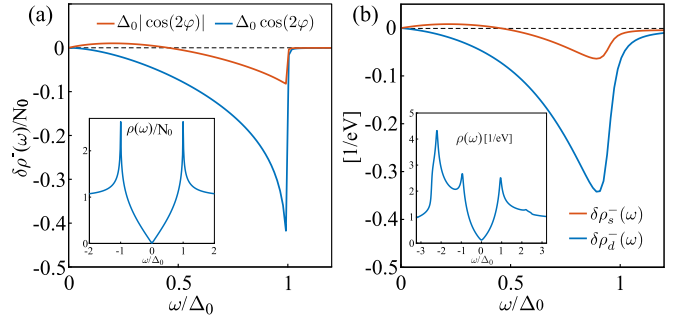 (a)
Δ₀|cos(2φ)| Δ₀ cos(2φ)
δρ⁻(ω)/N₀
0
-0.1
-0.2
-0.3
-0.4
-0.5
0 0.5 1
ω/Δ₀
ρ(ω)/N₀
2
1
0
-2 -1 0 1 2
ω/Δ₀
(b)
[1/eV]
0
-0.1
-0.2
-0.3
-0.4
-0.5
0 0.5 1
ω/Δ0
ρ(ω) [1/eV]
5
4
3
2
1
0
-3 -2 -1 0 1 2 3
ω/Δ₀
δρₛ⁻(ω)
δρ_d⁻(ω)